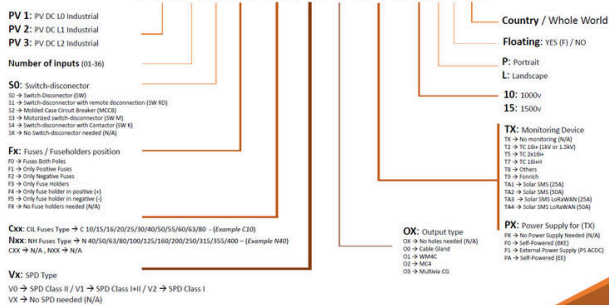 PV 1: PV DC L0 Industrial
PV 2: PV DC L1 Industrial
PV 3: PV DC L2 Industrial
Number of inputs (01-36)
S0: Switch-disconector
S0 → Switch-Disconector (SW)
S1 → Switch-disconnector with remote disconnection (SW RD)
S2 → Molded Case Circuit Breaker (MCCB)
S3 → Motorized switch-disconnector (SW M)
S4 → Switch-disconnector with Contactor (SW K)
SX → No Switch-disconector needed (N/A)
Fx: Fuses / Fuseholders position
F0 → Fuses Both Poles
F1 → Only Positive Fuses
F2 → Only Negative Fuses
F3 → Only Fuse Holders
F4 → Only fuse holder in positive (+)
F5 → Only fuse holder in negative (-)
FX → No Fuse holders needed (N/A)
Cxx: CIL Fuses Type → C 10/15/16/20/25/30/40/50/55/60/63/80 - (Example C10)
Nxx: NH Fuses Type → N 40/50/63/80/100/125/160/200/250/315/355/400 – (Example N40)
CXX → N/A , NXX → N/A
Vx: SPD Type
V0 → SPD Class II / V1 → SPD Class I+II / V2 → SPD Class I
VX → No SPD needed (N/A)
OX: Output type
OX → No holes needed (N/A)
O0 → Cable Gland
O1 → WM4C
O2 → MC4
O3 → Multivia CG
Country / Whole World
Floating: YES (F) / NO
P: Portrait
L: Landscape
10: 1000v
15: 1500v
TX: Monitoring Device
TX → No monitoring (N/A)
T2 → TC 16i+ (1kV or 1.5kV)
T5 → TC 2x16i+
T7 → TC 16i+H
T8 → Others
T9 → Fonrich
TA1 → Solar SMS (25A)
TA2 → Solar SMS (50A)
TA3 → Solar SMS LoRaWAN (25A)
TA4 → Solar SMS LoRaWAN (50A)
PX: Power Supply for (TX)
PX → No Power Supply Needed (N/A)
P0 → Self-Powered (BKE)
P1 → External Power Supply (PS ACDC)
PA → Self-Powered (EE)